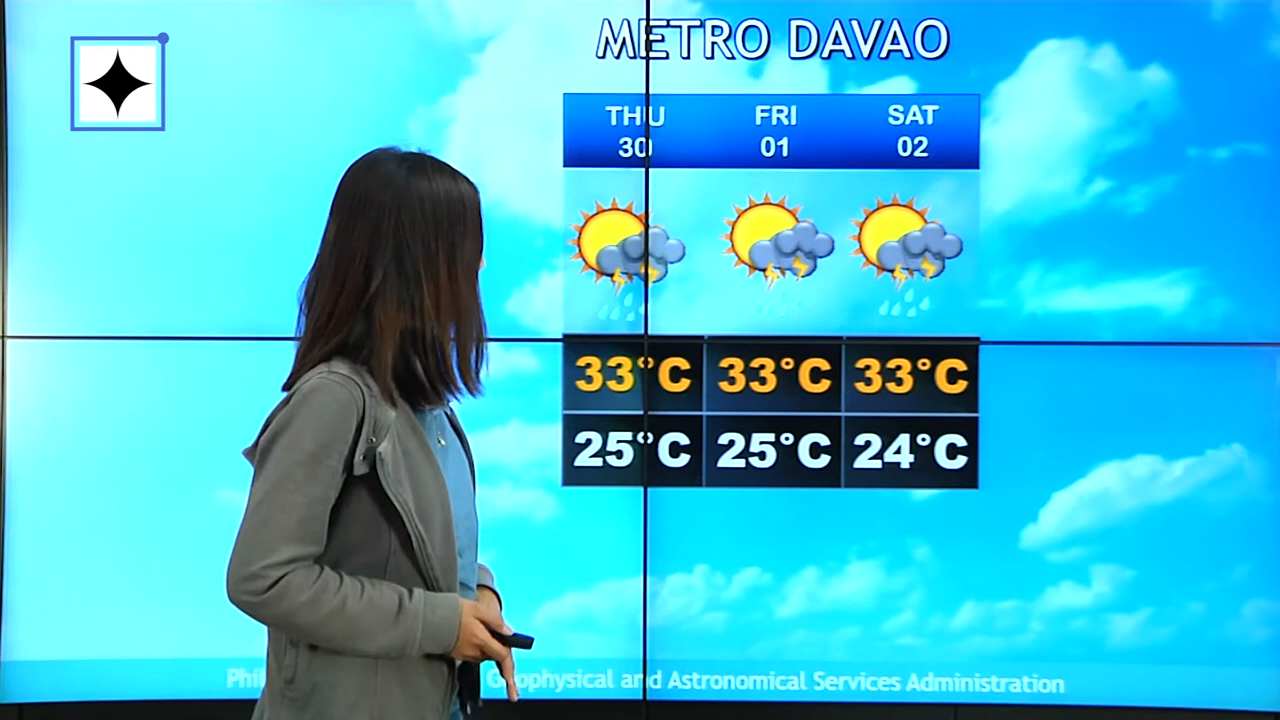 METRO DAVAO
THU FRI SAT
30 01 02
33°C 33°C 33°C
25°C 25°C 24°C
Geophysical and Astronomical Services Administration